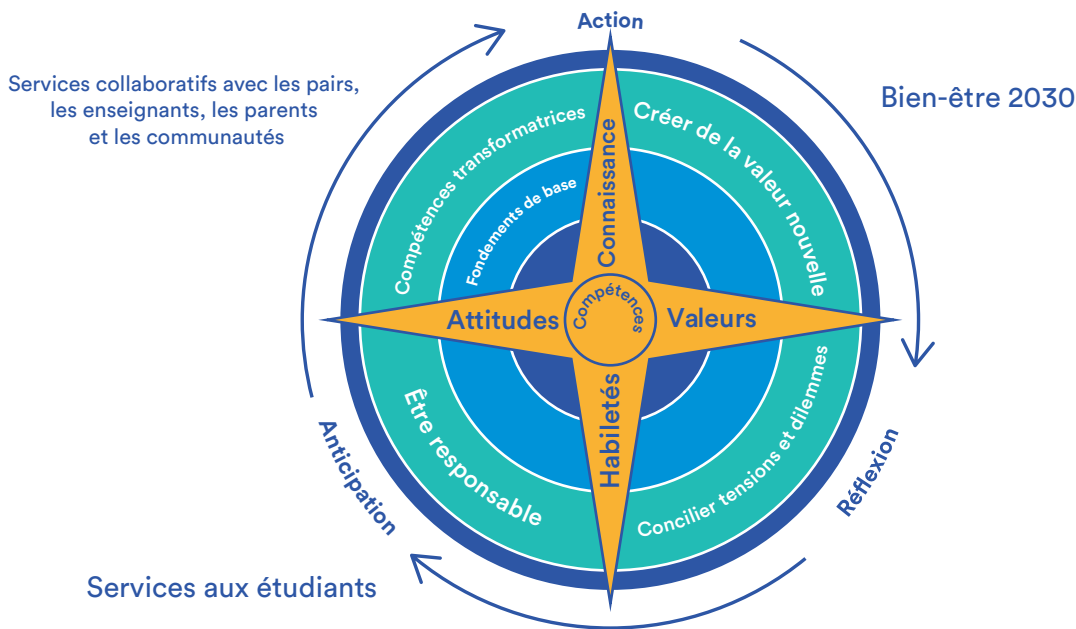 Action
Services collaboratifs avec les pairs,
les enseignants, les parents
et les communautés
Bien-être 2030
Compétences transformatrices
Créer de la valeur nouvelle
Fondements de base
Connaissance
Attitudes
Compétences
Valeurs
Habiletés
Être responsable
Concilier tensions et dilemmes
Anticipation
Réflexion
Services aux étudiants